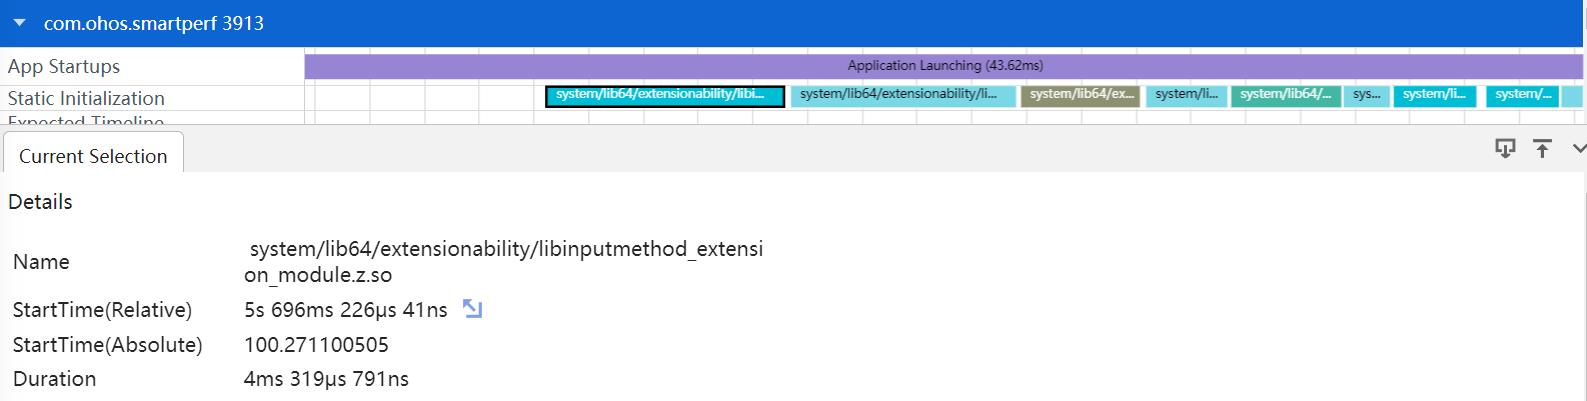 com.ohos.smartperf 3913
App Startups
Application Launching (43.62ms)
Static Initialization
system/lib64/extensionability/libi...
system/lib64/extensionability/li...
system/lib64/ex...
system/li...
system/lib64/...
sys...
system/li...
system/...
Expected Timeline
Current Selection
Details
Name
system/lib64/extensionability/libinputmethod_extensi
on_module.z.so
StartTime(Relative)
5s 696ms 226μs 41ns
StartTime(Absolute)
100.271100505
Duration
4ms 319μs 791ns